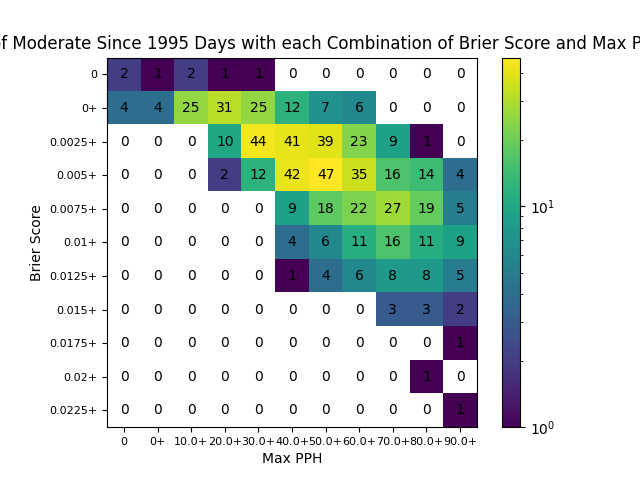 of Moderate Since 1995 Days with each Combination of Brier Score and Max P
0 2 1 2 1 1 0 0 0 0 0 0
0+ 4 4 25 31 25 12 7 6 0 0 0
0.0025+ 0 0 0 10 44 41 39 23 9 1 0
0.005+ 0 0 0 2 12 42 47 35 16 14 4
0.0075+ 0 0 0 0 0 9 18 22 27 19 5
0.01+ 0 0 0 0 0 4 6 11 16 11 9
0.0125+ 0 0 0 0 0 1 4 6 8 8 5
0.015+ 0 0 0 0 0 0 0 0 3 3 2
0.0175+ 0 0 0 0 0 0 0 0 0 0 1
0.02+ 0 0 0 0 0 0 0 0 0 1 0
0.0225+ 0 0 0 0 0 0 0 0 0 0 1
0 0+ 10.0+ 20.0+ 30.0+ 40.0+ 50.0+ 60.0+ 70.0+ 80.0+ 90.0+
Max PPH
Brier Score
10¹
10⁰